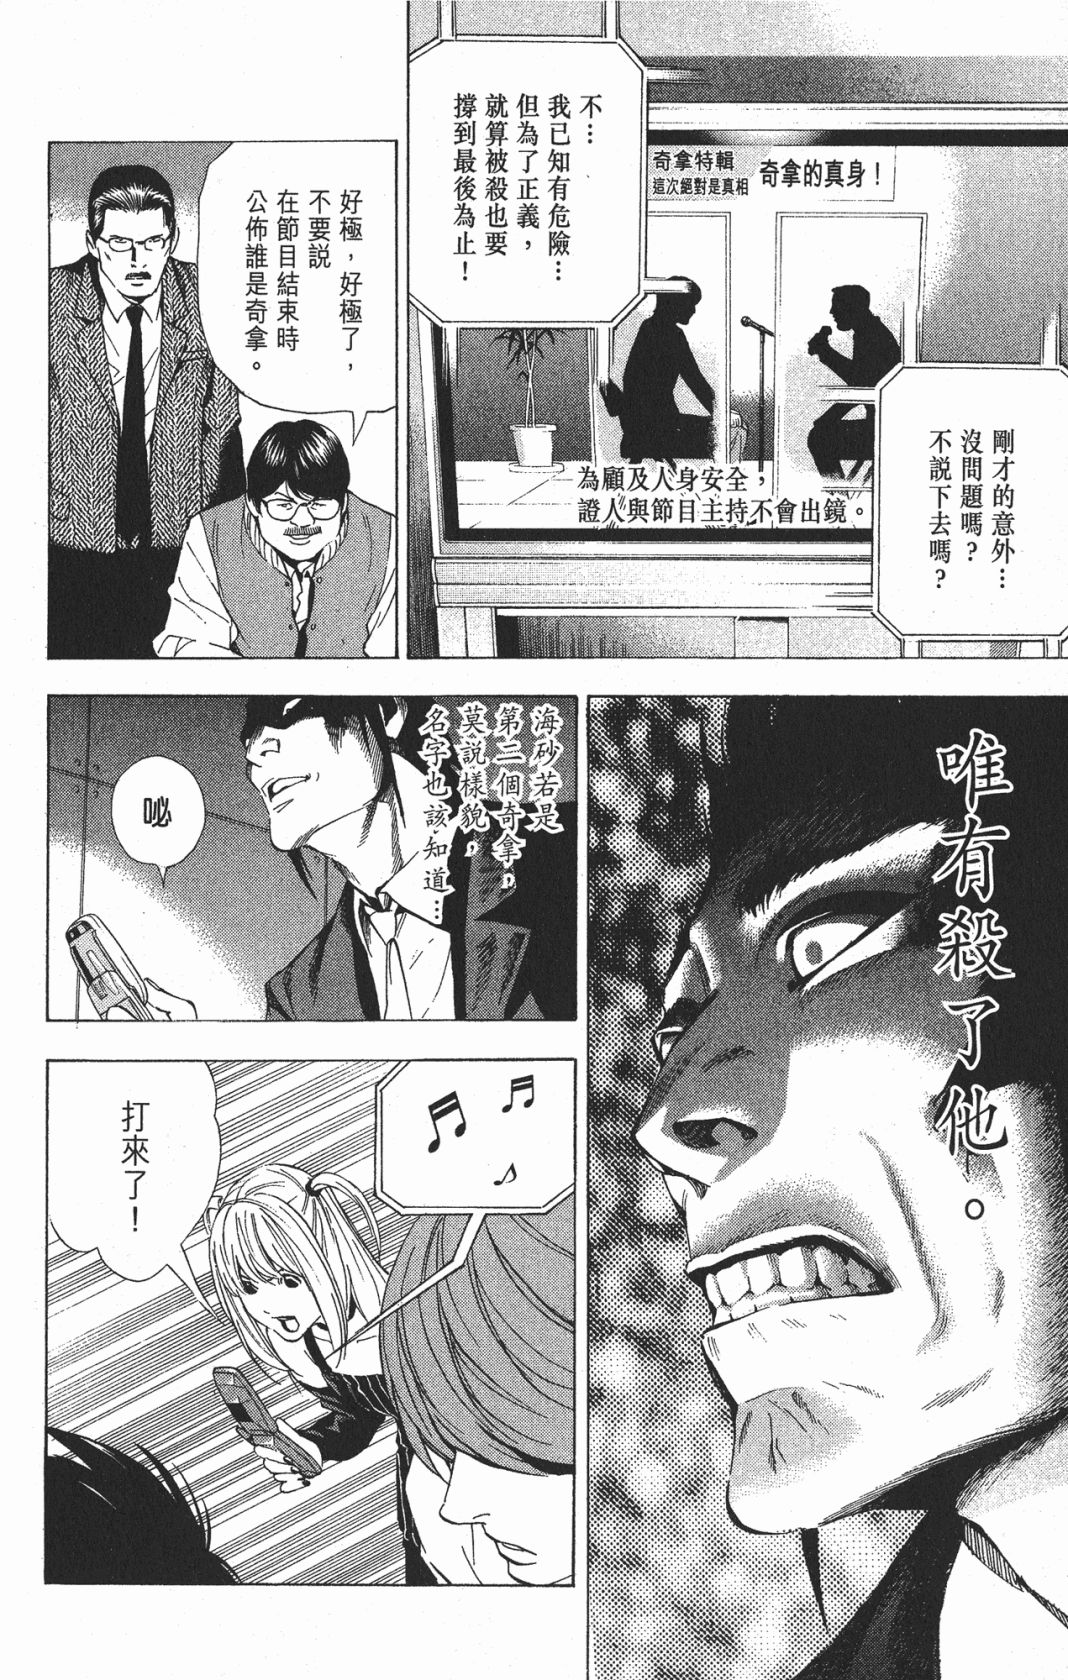 剛才的意外…
沒問題嗎？
不說下去嗎？
奇拿的真身！
奇拿特輯
這次絕對是真相
不…
我已知有危險…
但為了正義，
就算被殺也要
撐到最後為止！
為顧及人身安全，
證人與節目主持不會出鏡。
好極，好極了，
不要説
在節目結束時
公佈誰是奇拿。
唯有殺了他。
海砂若是
第二個奇拿，
莫說樣貌，
名字也該知道…
咇
打來了！